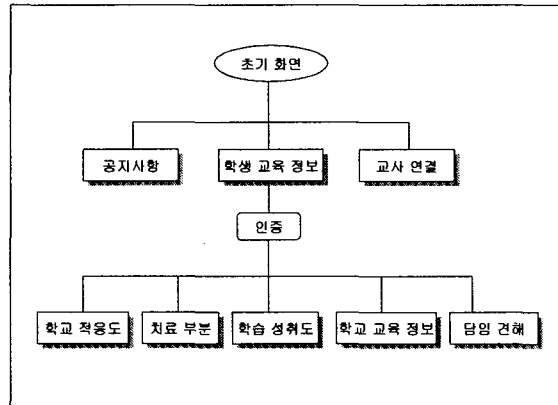 초기 화면
공지사항
학생 교육 정보
교사 연결
인증
학교 적응도
치료 부분
학습 성취도
학교 교육 정보
담임 견해